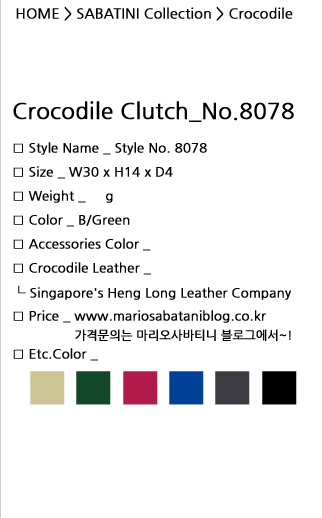 HOME > SABATINI Collection > Crocodile
Crocodile Clutch_No.8078
□ Style Name _ Style No. 8078
□ Size _ W30 x H14 x D4
□ Weight _ g
□ Color _ B/Green
□ Accessories Color _
□ Crocodile Leather _
└ Singapore's Heng Long Leather Company
□ Price _ www.mariosabataniblog.co.kr
가격문의는 마리오사바티니 블로그에서~!
□ Etc.Color _